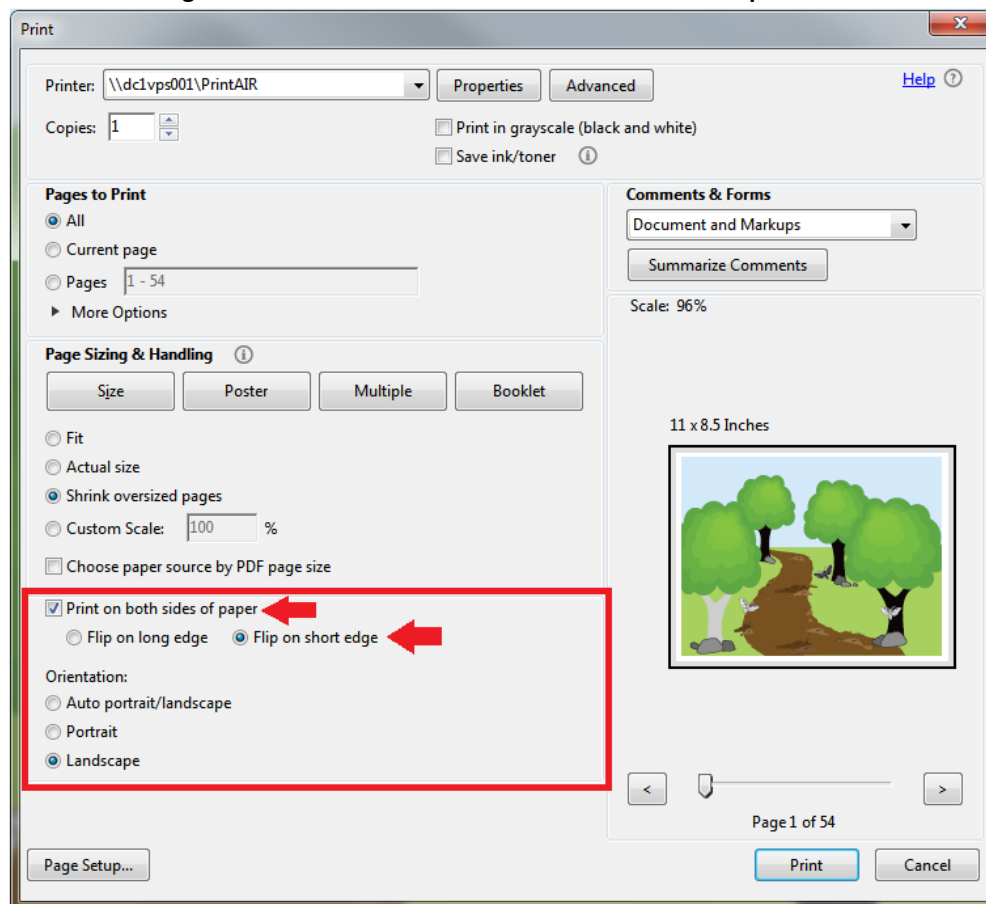 Print
Printer: \\dc1vps001\PrintAIR Properties Advanced Help
Copies: 1 Print in grayscale (black and white)
Save ink/toner
Pages to Print
All
Current page
Pages 1 - 54
More Options
Comments & Forms
Document and Markups
Summarize Comments
Scale: 96%
Page Sizing & Handling
Size Poster Multiple Booklet
Fit
Actual size
Shrink oversized pages
Custom Scale: 100 %
Choose paper source by PDF page size
Print on both sides of paper
Flip on long edge Flip on short edge
Orientation:
Auto portrait/landscape
Portrait
Landscape
11 x 8.5 Inches
< >
Page 1 of 54
Page Setup... Print Cancel